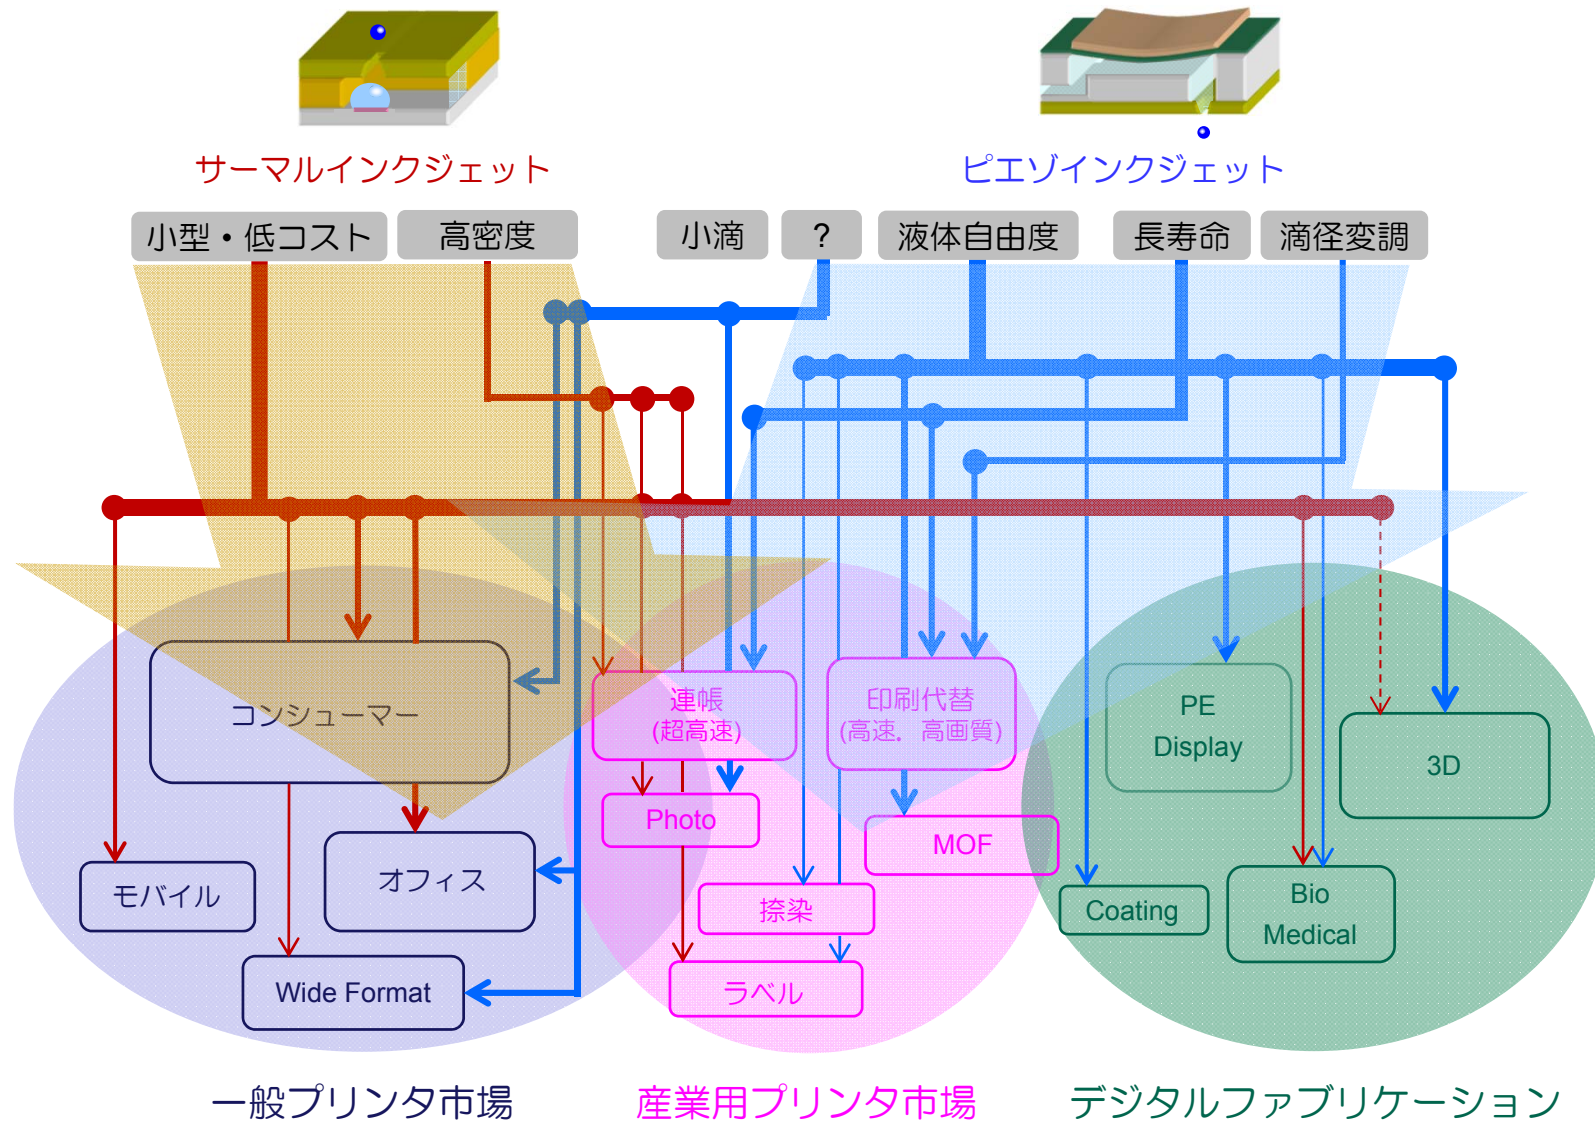 サーマルインクジェット
ピエゾインクジェット
小型・低コスト
高密度
小滴
?
液体自由度
長寿命
滴径変調
コンシューマー
連帳
(超高速)
印刷代替
(高速．高画質)
PE
Display
3D
Photo
MOF
モバイル
オフィス
捺染
Coating
Bio
Medical
Wide Format
ラベル
一般プリンタ市場
産業用プリンタ市場
デジタルファブリケーション